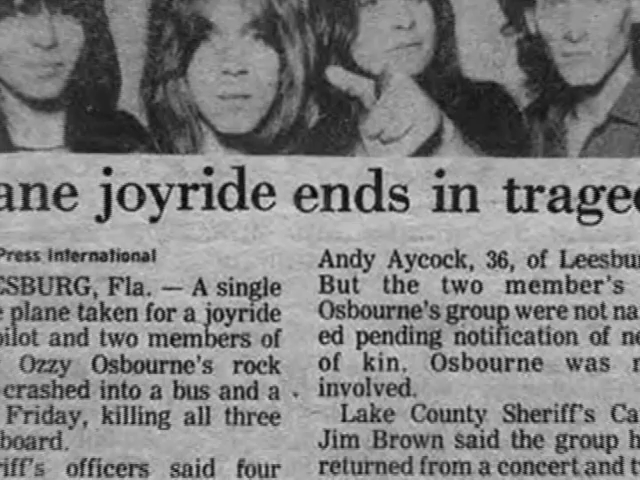 ane joyride ends in trage
Press International
ESBURG, Fla. — A single
e plane taken for a joyride
pilot and two members of
Ozzy Osbourne's rock
crashed into a bus and a
Friday, killing all three
board.
riff's officers said four
Andy Aycock, 36, of Leesbu
But the two member's
Osbourne's group were not na
ed pending notification of ne
of kin. Osbourne was n
involved.
Lake County Sheriff's Ca
Jim Brown said the group h
returned from a concert and t